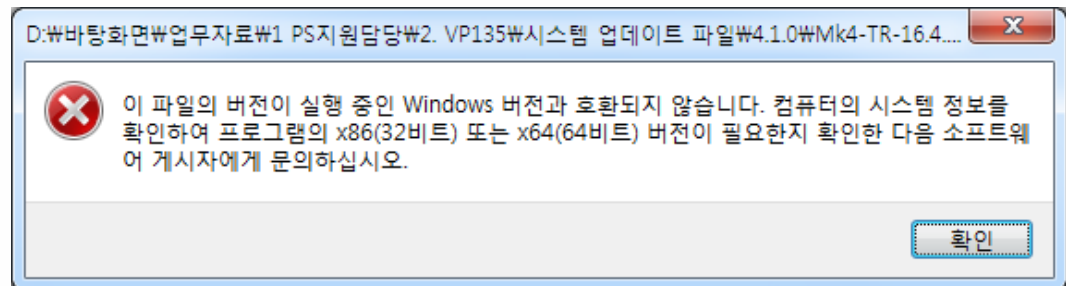 D:₩바탕화면₩업무자료₩1 PS지원담당₩2. VP135₩시스템 업데이트 파일₩4.1.0₩Mk4-TR-16.4....
이 파일의 버전이 실행 중인 Windows 버전과 호환되지 않습니다. 컴퓨터의 시스템 정보를
확인하여 프로그램의 x86(32비트) 또는 x64(64비트) 버전이 필요한지 확인한 다음 소프트웨
어 게시자에게 문의하십시오.
확인